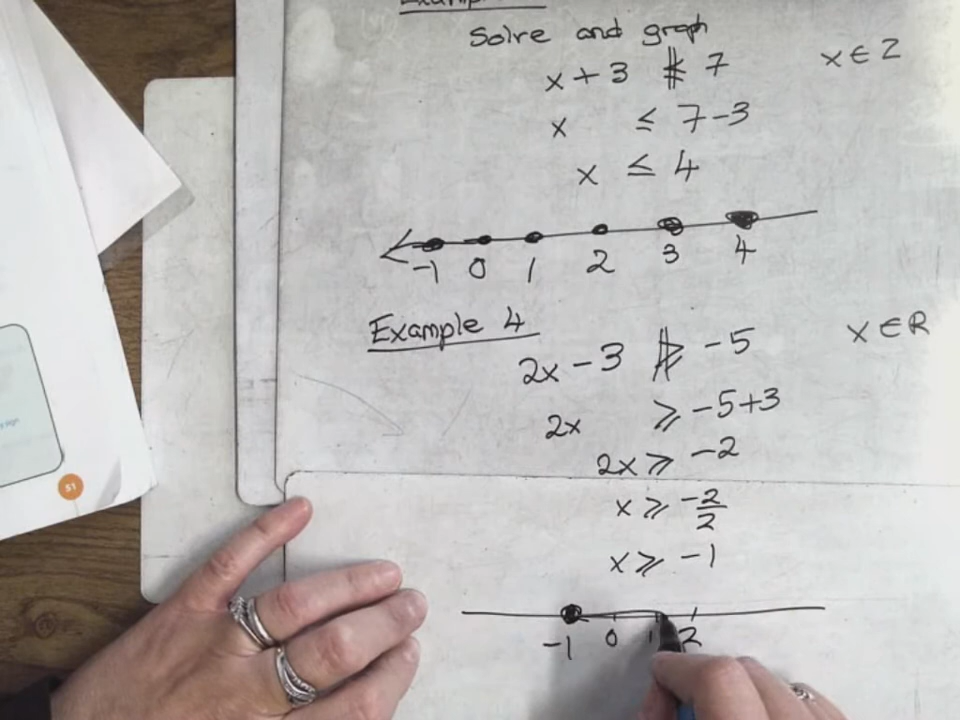 Solve and graph
x + 3 ≰ 7 x ∈ Z
x ≤ 7-3
x ≤ 4
-1 0 1 2 3 4
Example 4
2x - 3 ⩾ -5 x ∈ R
2x ⩾ -5+3
2x ⩾ -2
x ⩾ -2/2
x ⩾ -1
-1 0 1 2
51